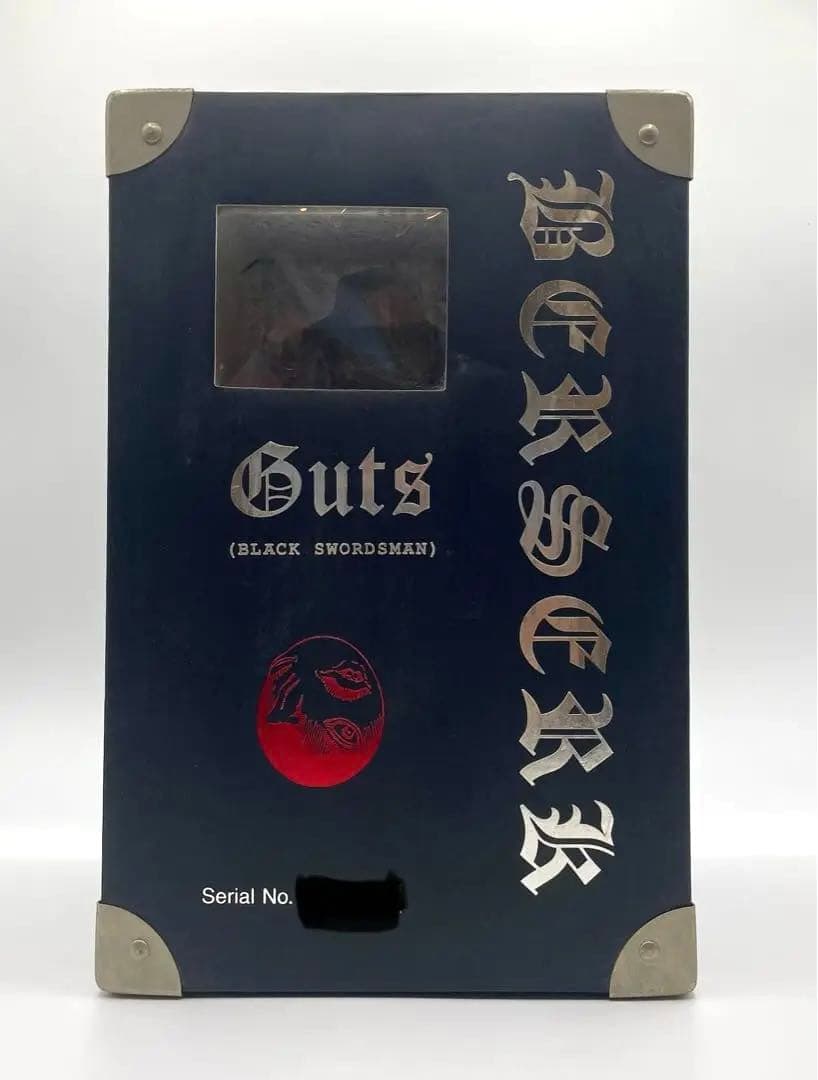 BERSERK
Guts
(BLACK SWORDSMAN)
Serial No.